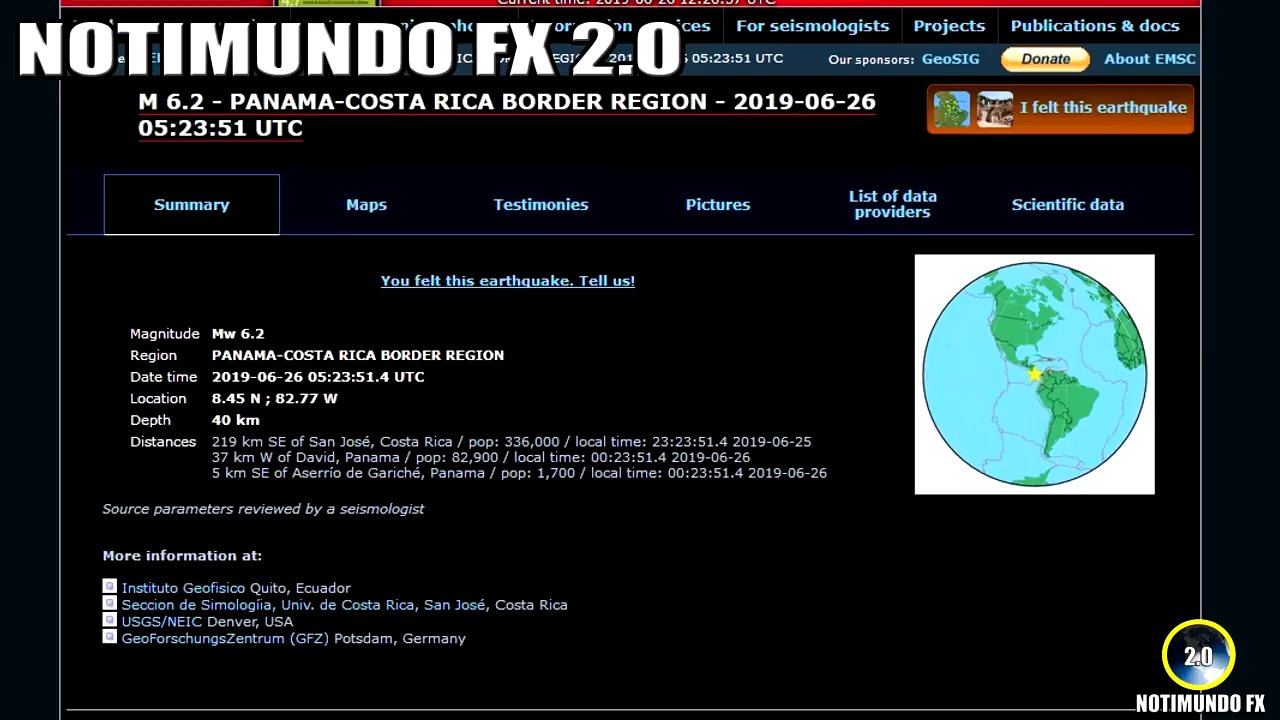 NOTIMUNDO FX 2.0
For seismologists
Projects
Publications & docs
05:23:51 UTC
Our sponsors: GeoSIG
Donate
About EMSC
M 6.2 - PANAMA-COSTA RICA BORDER REGION - 2019-06-26
05:23:51 UTC
I felt this earthquake
Summary
Maps
Testimonies
Pictures
List of data
providers
Scientific data
You felt this earthquake. Tell us!
Magnitude Mw 6.2
Region PANAMA-COSTA RICA BORDER REGION
Date time 2019-06-26 05:23:51.4 UTC
Location 8.45 N ; 82.77 W
Depth 40 km
Distances 219 km SE of San José, Costa Rica / pop: 336,000 / local time: 23:23:51.4 2019-06-25
37 km W of David, Panama / pop: 82,900 / local time: 00:23:51.4 2019-06-26
5 km SE of Aserrío de Gariché, Panama / pop: 1,700 / local time: 00:23:51.4 2019-06-26
Source parameters reviewed by a seismologist
More information at:
Instituto Geofisico Quito, Ecuador
Seccion de Simologíia, Univ. de Costa Rica, San José, Costa Rica
USGS/NEIC Denver, USA
GeoForschungsZentrum (GFZ) Potsdam, Germany
2.0
NOTIMUNDO FX